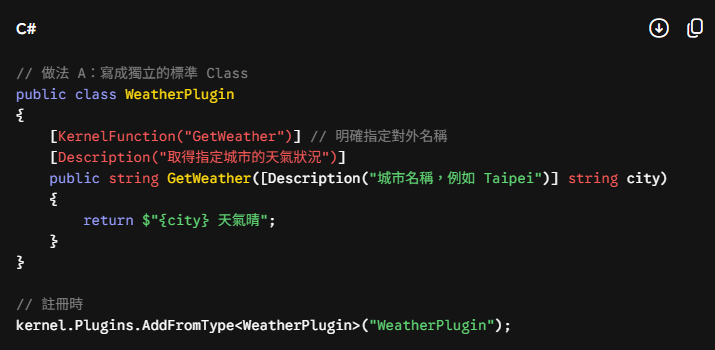 C#
// 做法 A：寫成獨立的標準 Class
public class WeatherPlugin
{
    [KernelFunction("GetWeather")] // 明確指定對外名稱
    [Description("取得指定城市的天氣狀況")]
    public string GetWeather([Description("城市名稱，例如 Taipei")] string city)
    {
        return $"{city} 天氣晴";
    }
}
// 註冊時
kernel.Plugins.AddFromType<WeatherPlugin>("WeatherPlugin");